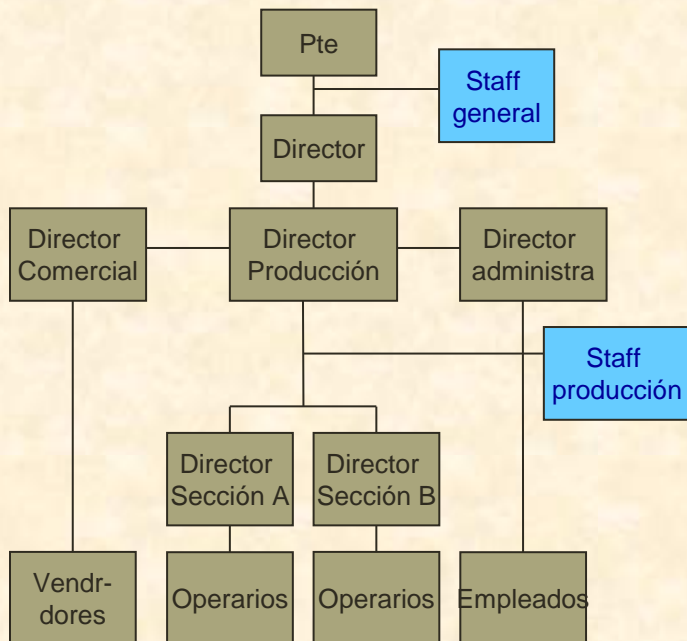 Pte
Staff
general
Director
Director
Comercial
Director
Producción
Director
administra
Staff
producción
Director
Sección A
Director
Sección B
Vendr-
dores
Operarios
Operarios
Empleados